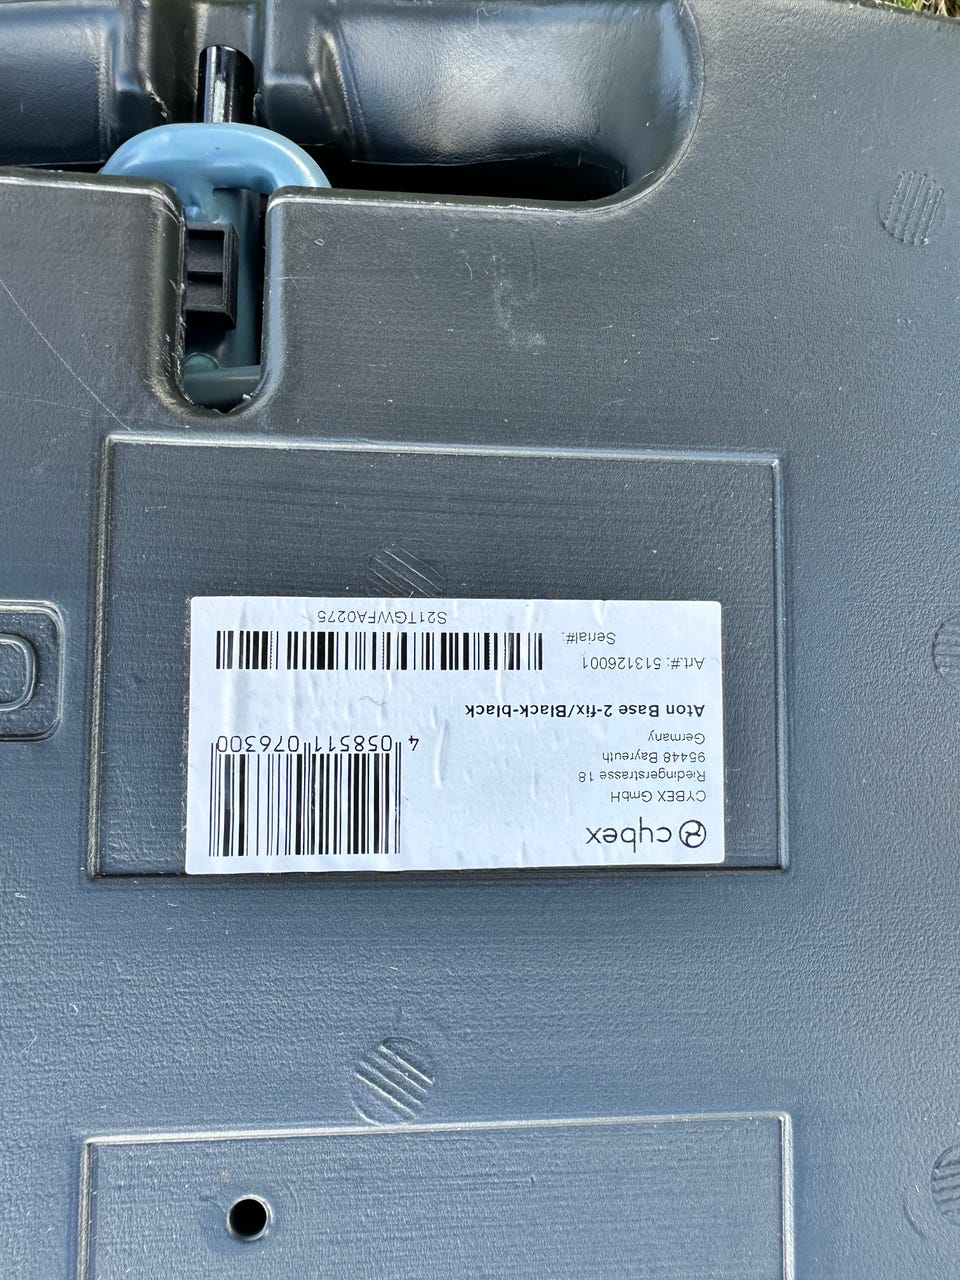 cybex
CYBEX GmbH
Riedingerstrasse 18
95448 Bayreuth
Germany
4 058511 076300
Aton Base 2-fix/Black-black
Art.#: 513126001
Serial#:
S21TGWFA0275